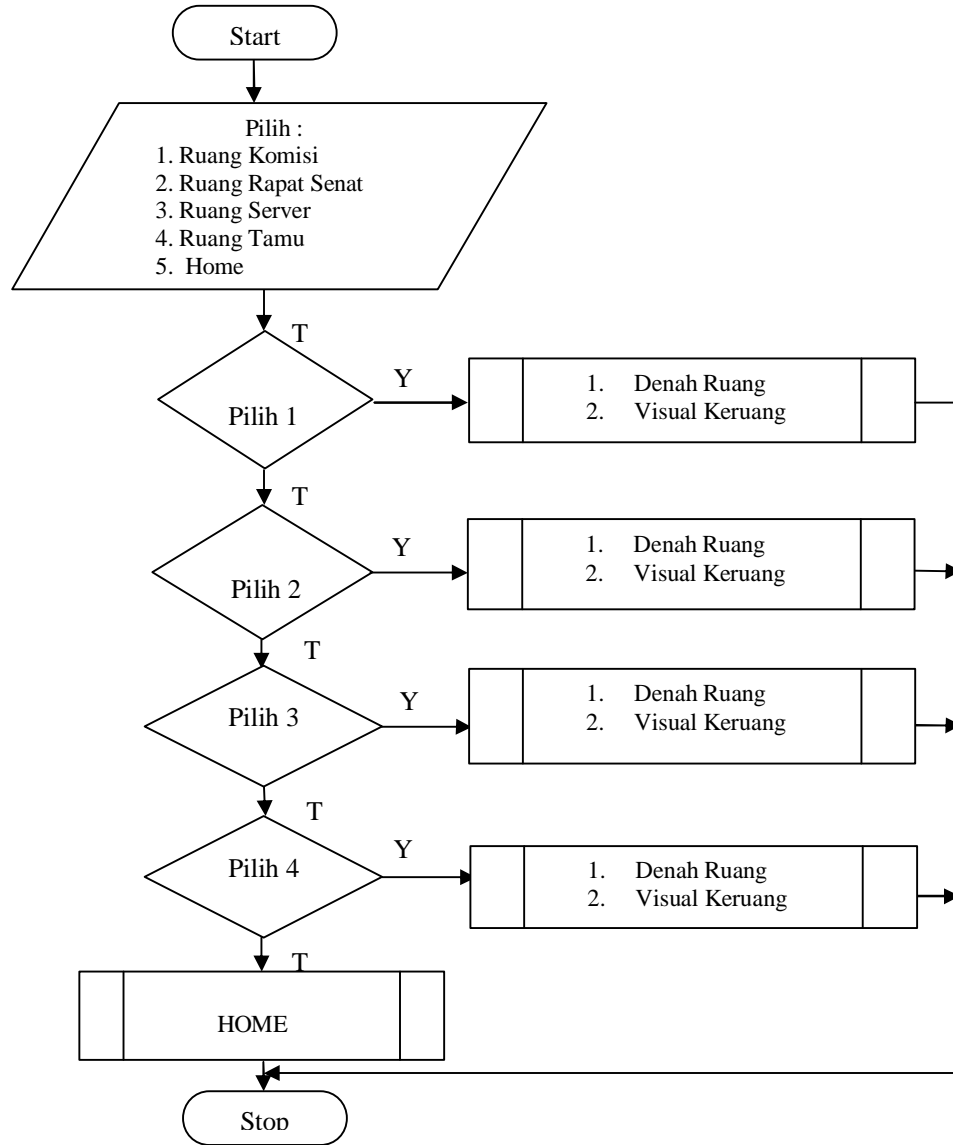 Start
Pilih :
1. Ruang Komisi
2. Ruang Rapat Senat
3. Ruang Server
4. Ruang Tamu
5. Home
T
Pilih 1
Y
1. Denah Ruang
2. Visual Keruang
T
Pilih 2
Y
1. Denah Ruang
2. Visual Keruang
T
Pilih 3
Y
1. Denah Ruang
2. Visual Keruang
T
Pilih 4
Y
1. Denah Ruang
2. Visual Keruang
T
HOME
Stop